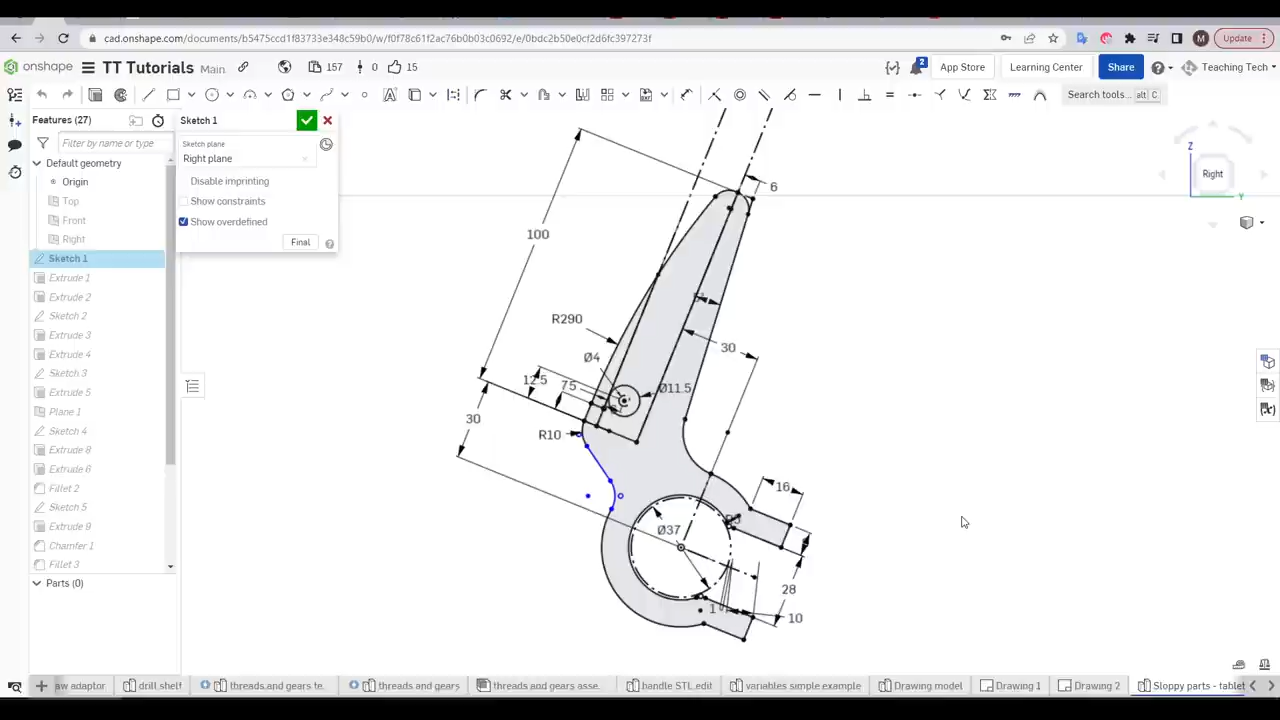 cad.onshape.com/documents/b5475ccd1f83733e348c59b0/w/f0f78c61f2ac76b0b03c0692/e/0bdc2b50e0cf2d6fc397273f
M
Update
onshape
TT Tutorials
Main
157
0
15
2
App Store
Learning Center
Share
Teaching Tech
Search tools...
alt
C
Features (27)
Filter by name or type
Default geometry
Origin
Top
Front
Right
Sketch 1
Extrude 1
Extrude 2
Sketch 2
Extrude 3
Extrude 4
Sketch 3
Extrude 5
Plane 1
Sketch 4
Extrude 8
Extrude 6
Fillet 2
Sketch 5
Extrude 9
Chamfer 1
Fillet 3
Parts (0)
Sketch 1
Sketch plane
Right plane
Disable imprinting
Show constraints
Show overdefined
Final
Z
Right
Y
6
100
R290
30
Ø4
12.5
Ø11.5
30
R10
16
Ø37
28
10
1
aw adaptor
drill shelf
threads and gears te.
threads and gears
threads and gears asse.
handle STL edit
variables simple example
Drawing model
Drawing 1
Drawing 2
Sloppy parts - tablet